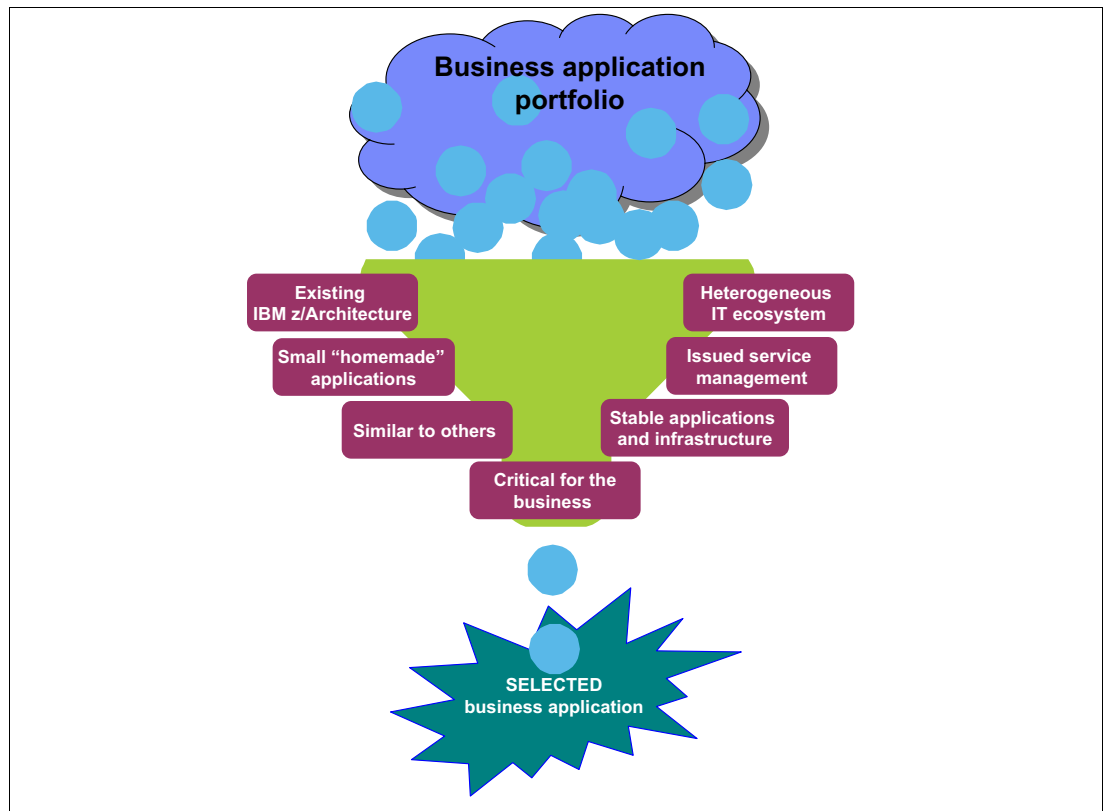 Business application
portfolio
Existing
IBM z/Architecture
Heterogeneous
IT ecosystem
Small “homemade”
applications
Issued service
management
Similar to others
Stable applications
and infrastructure
Critical for the
business
SELECTED
business application